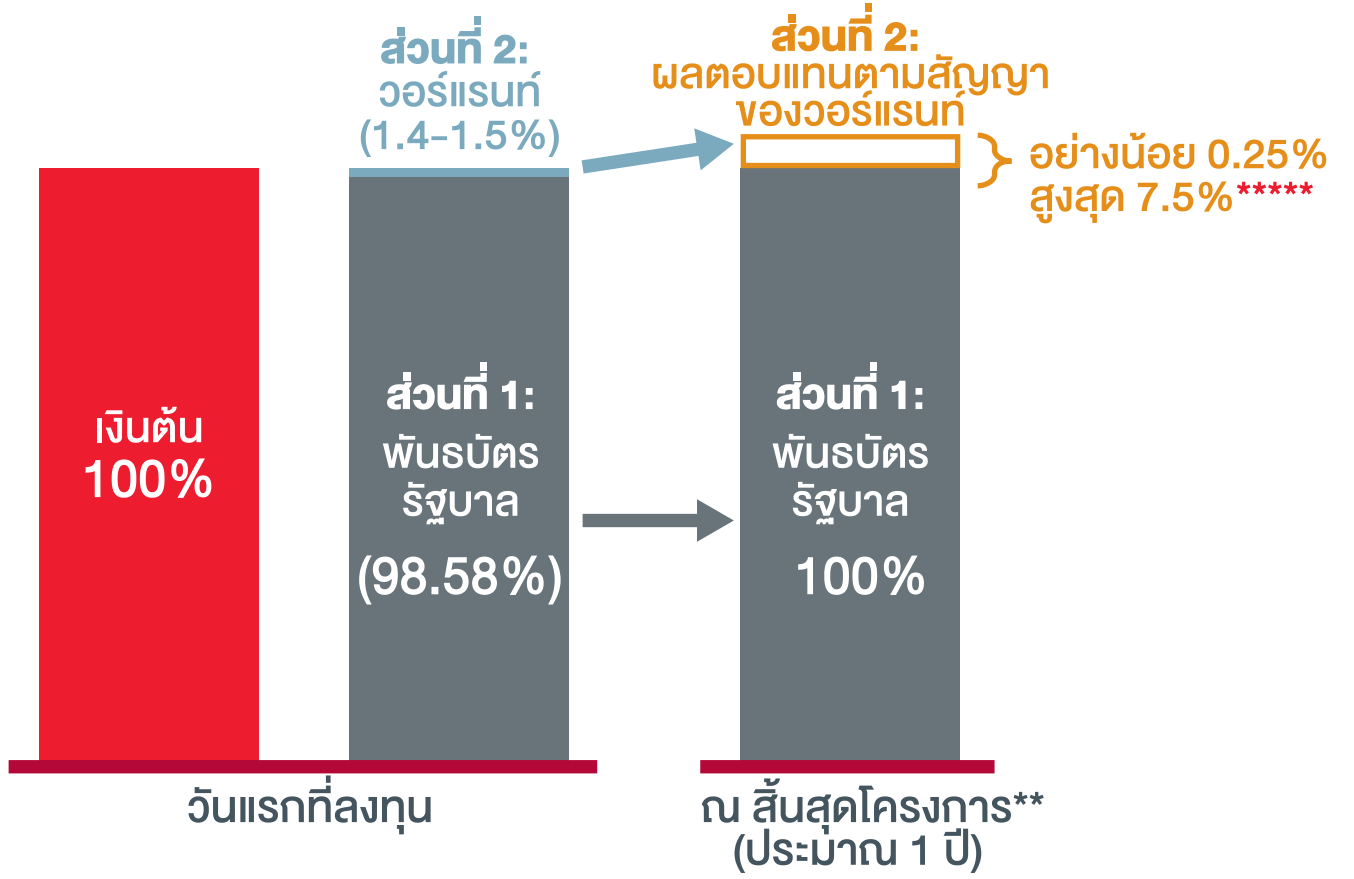 เงินต้น
100%
ส่วนที่ 2:
วอร์แรนท์
(1.4-1.5%)
ส่วนที่ 1:
พันธบัตร
รัฐบาล
(98.58%)
วันแรกที่ลงทุน
ส่วนที่ 2:
ผลตอบแทนตามสัญญา
ของวอร์แรนท์
อย่างน้อย 0.25%
สูงสุด 7.5%*****
ส่วนที่ 1:
พันธบัตร
รัฐบาล
100%
ณ สิ้นสุดโครงการ**
(ประมาณ 1 ปี)